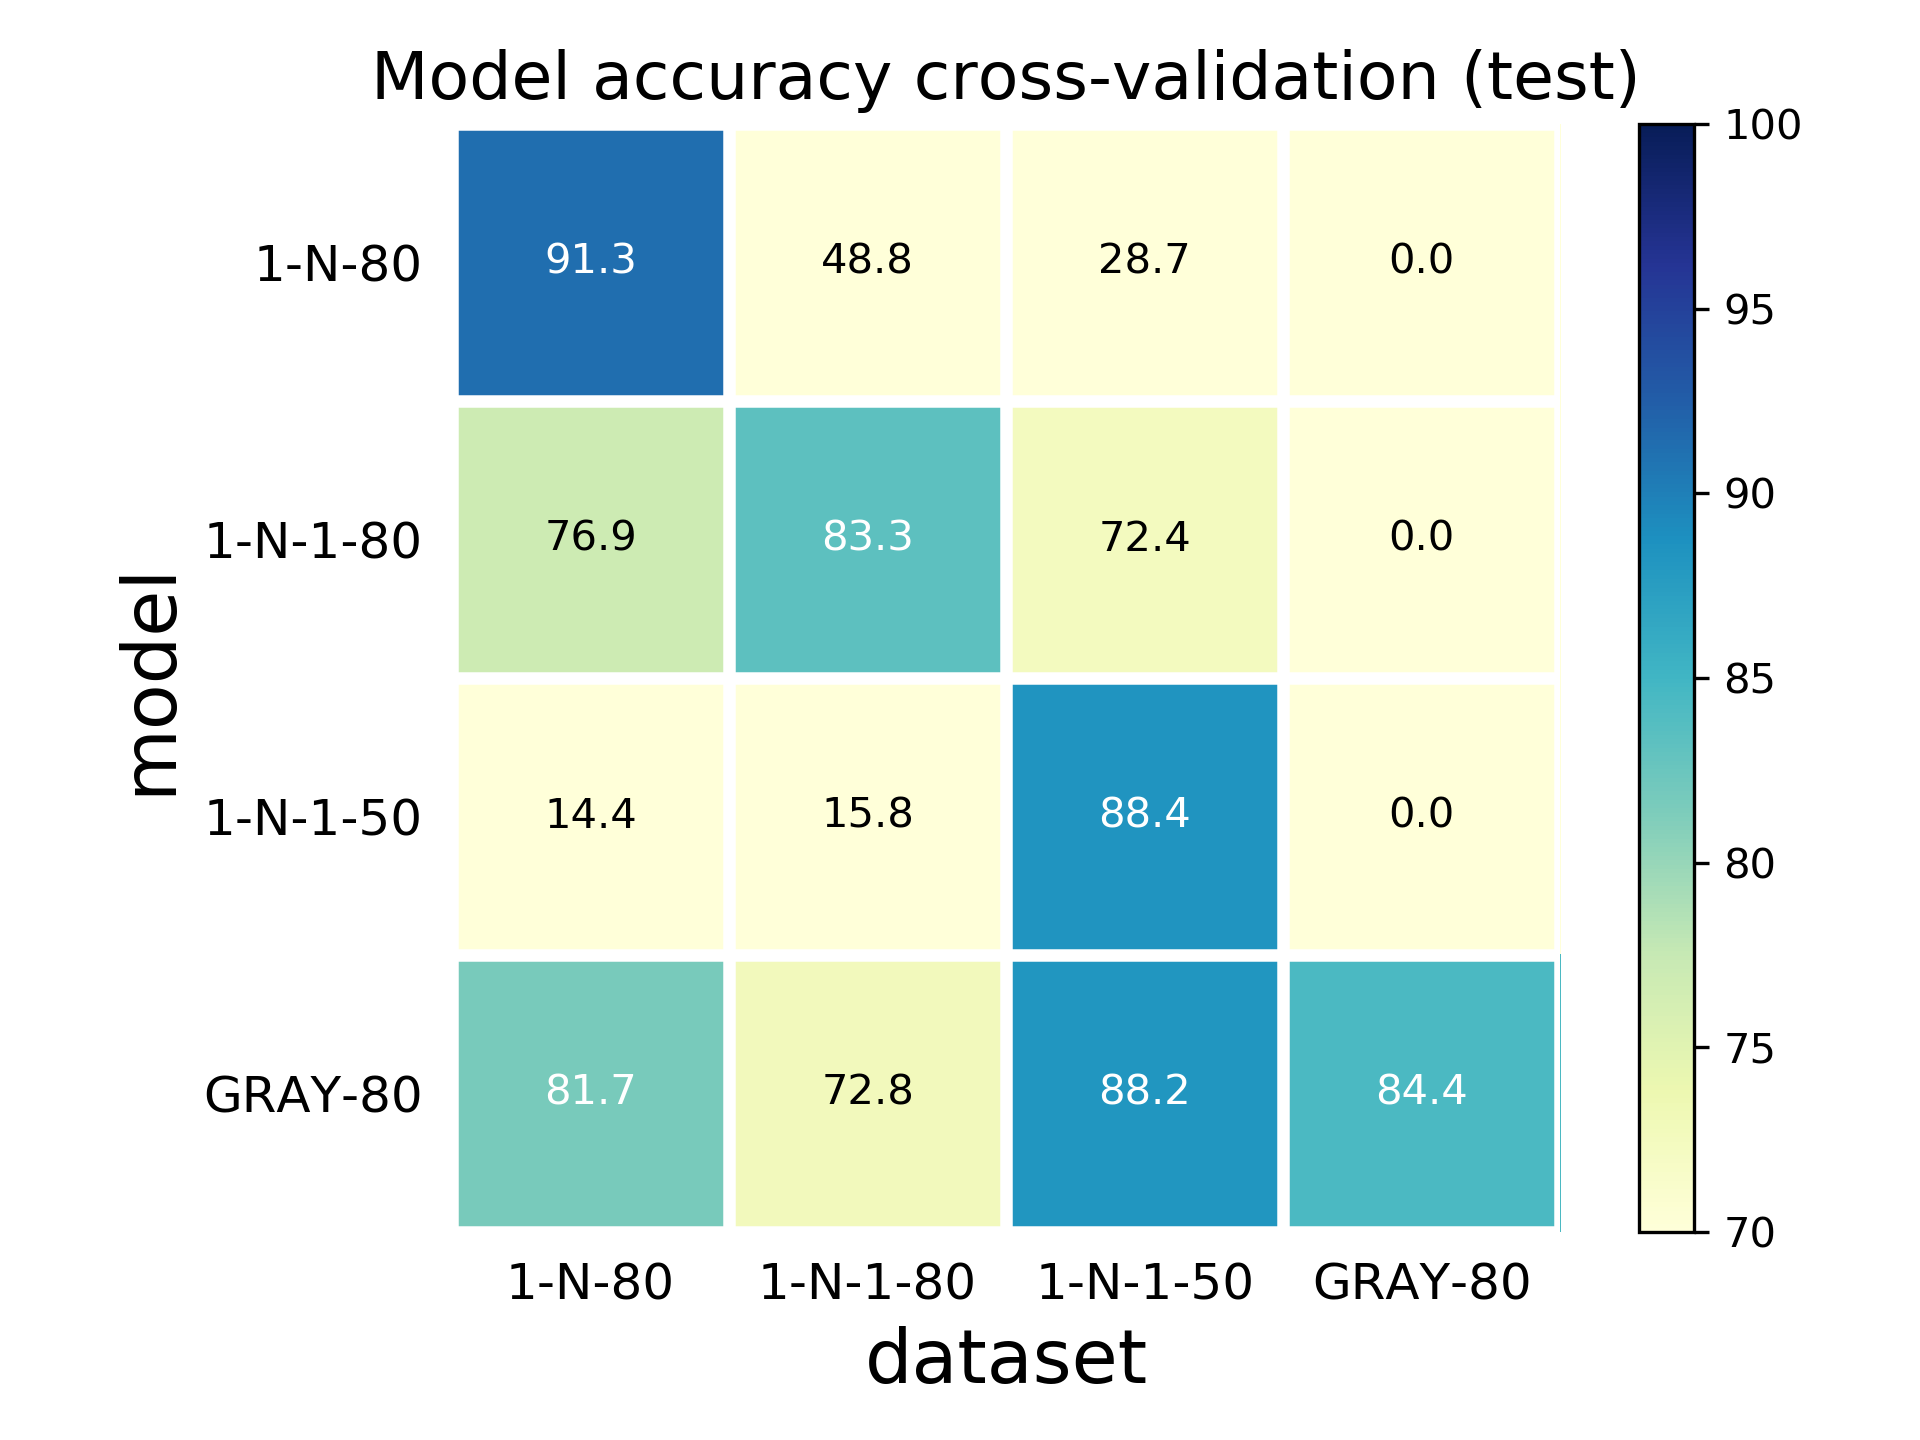 Model accuracy cross-validation (test)
100
95
90
85
80
75
70
model
1-N-80
91.3 48.8 28.7 0.0
1-N-1-80
76.9 83.3 72.4 0.0
1-N-1-50
14.4 15.8 88.4 0.0
GRAY-80
81.7 72.8 88.2 84.4
1-N-80 1-N-1-80 1-N-1-50 GRAY-80
dataset